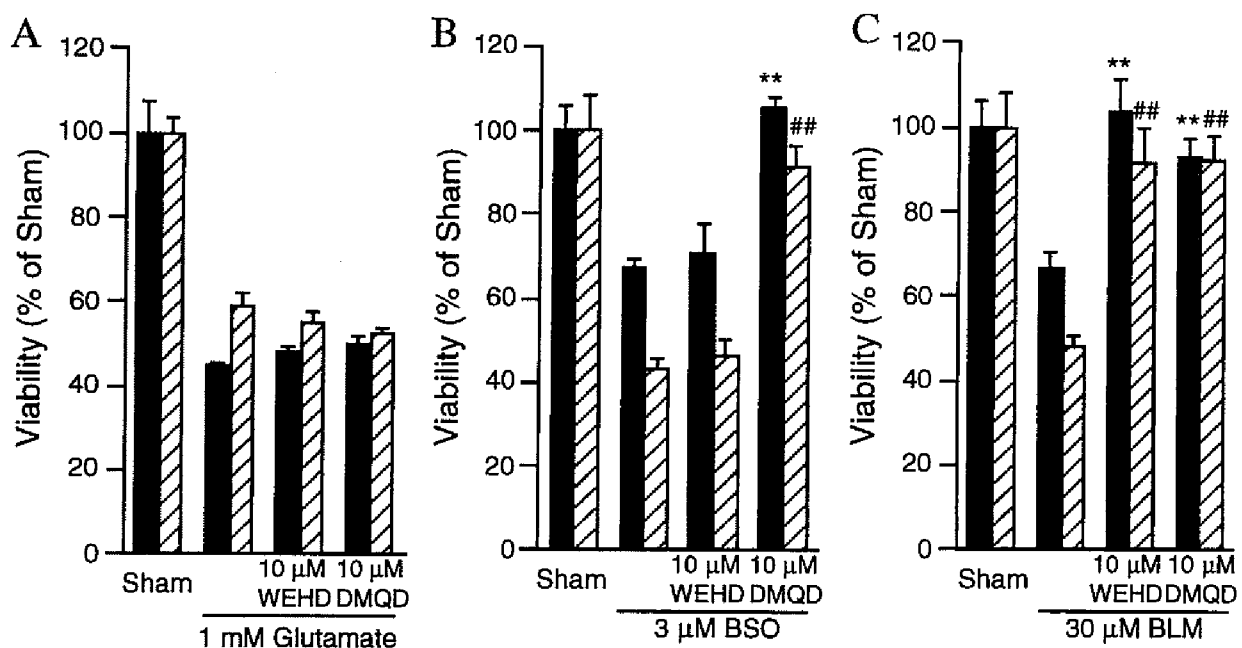 A
Viability (% of Sham)
120
100
80
60
40
20
0
Sham
10 µM 10 µM
WEHD DMQD
1 mM Glutamate
B
Viability (% of Sham)
120
100
80
60
40
20
0
**
##
Sham
10 µM 10 µM
WEHD DMQD
3 µM BSO
C
Viability (% of Sham)
120
100
80
60
40
20
0
**
##
**##
Sham
10 µM 10 µM
WEHD DMQD
30 µM BLM